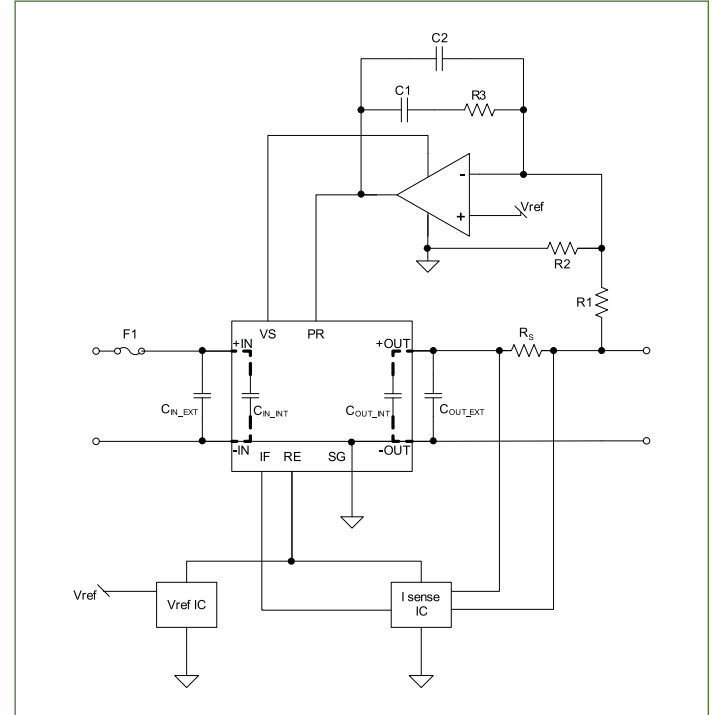 C2
C1
R3
-
+
Vref
R2
R1
F1
VS PR
+IN
+OUT
RS
CIN_EXT
CIN_INT
COUT_INT
COUT_EXT
-IN
-OUT
IF RE SG
Vref
Vref IC
I sense
IC